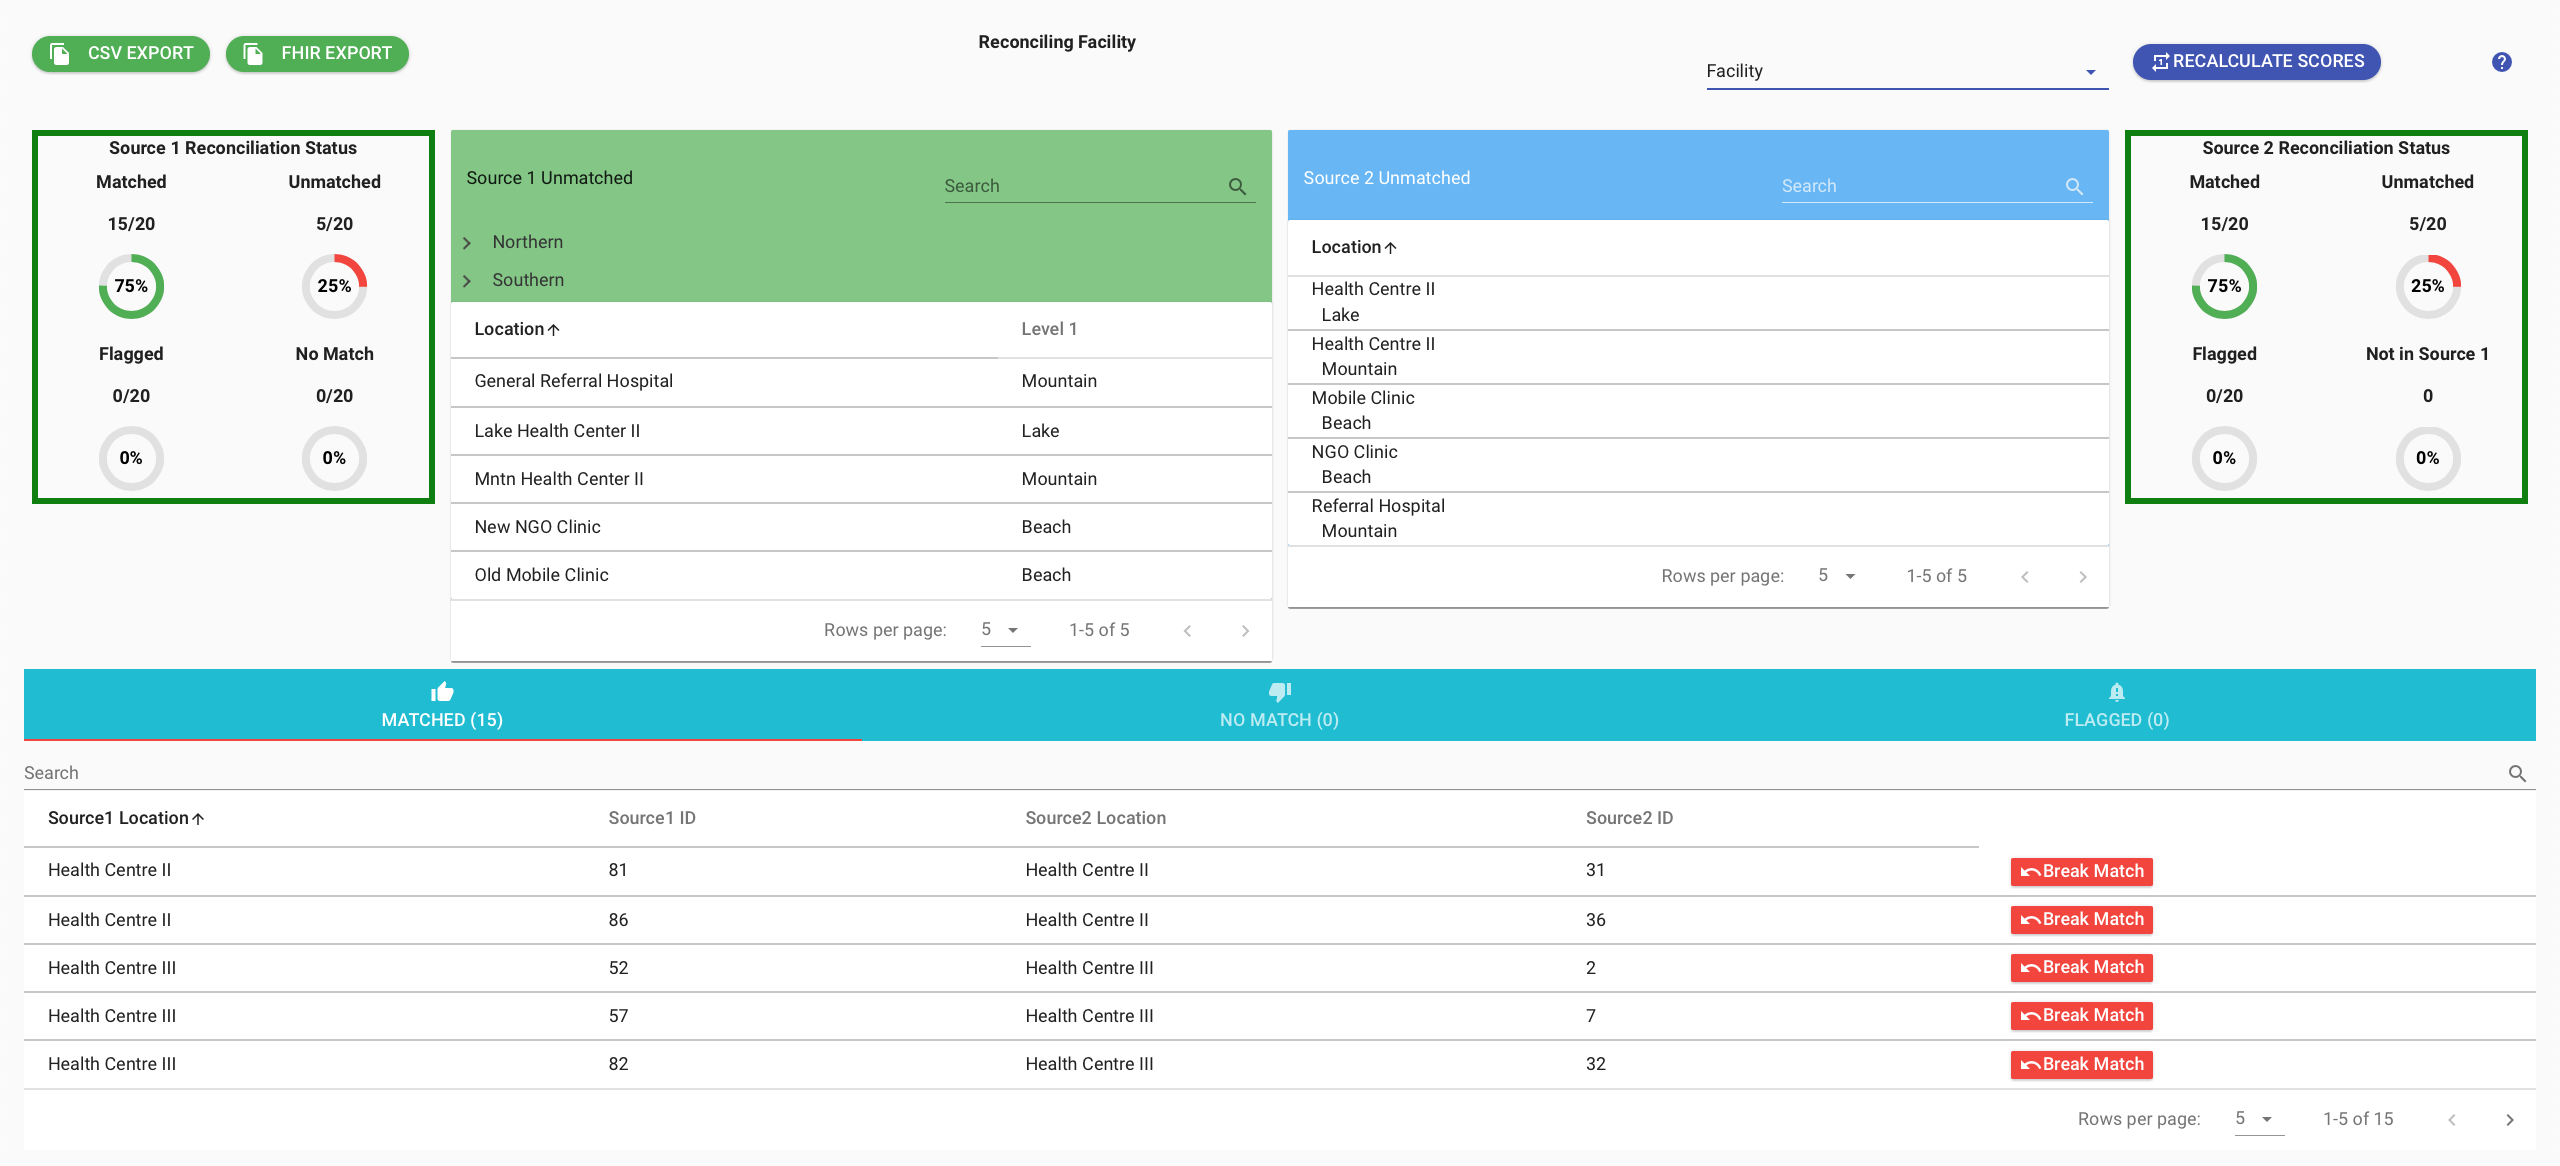 CSV EXPORT
FHIR EXPORT
Reconciling Facility
Facility
RECALCULATE SCORES
?
Source 1 Reconciliation Status
Matched Unmatched
15/20 5/20
75% 25%
Flagged No Match
0/20 0/20
0% 0%
Source 1 Unmatched
Search
Northern
Southern
Location Level 1
General Referral Hospital Mountain
Lake Health Center II Lake
Mntn Health Center II Mountain
New NGO Clinic Beach
Old Mobile Clinic Beach
Rows per page: 5 1-5 of 5
Source 2 Unmatched
Search
Location
Health Centre II
Lake
Health Centre II
Mountain
Mobile Clinic
Beach
NGO Clinic
Beach
Referral Hospital
Mountain
Rows per page: 5 1-5 of 5
Source 2 Reconciliation Status
Matched Unmatched
15/20 5/20
75% 25%
Flagged Not in Source 1
0/20 0
0% 0%
MATCHED (15)
NO MATCH (0)
FLAGGED (0)
Search
Source1 Location Source1 ID Source2 Location Source2 ID
Health Centre II 81 Health Centre II 31 Break Match
Health Centre II 86 Health Centre II 36 Break Match
Health Centre III 52 Health Centre III 2 Break Match
Health Centre III 57 Health Centre III 7 Break Match
Health Centre III 82 Health Centre III 32 Break Match
Rows per page: 5 1-5 of 15